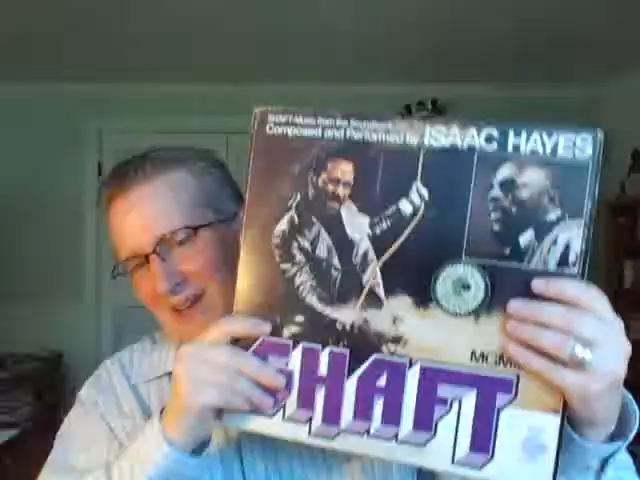 SHAFT Music from the Soundtrack
Composed and Performed by ISAAC HAYES
SHAFT